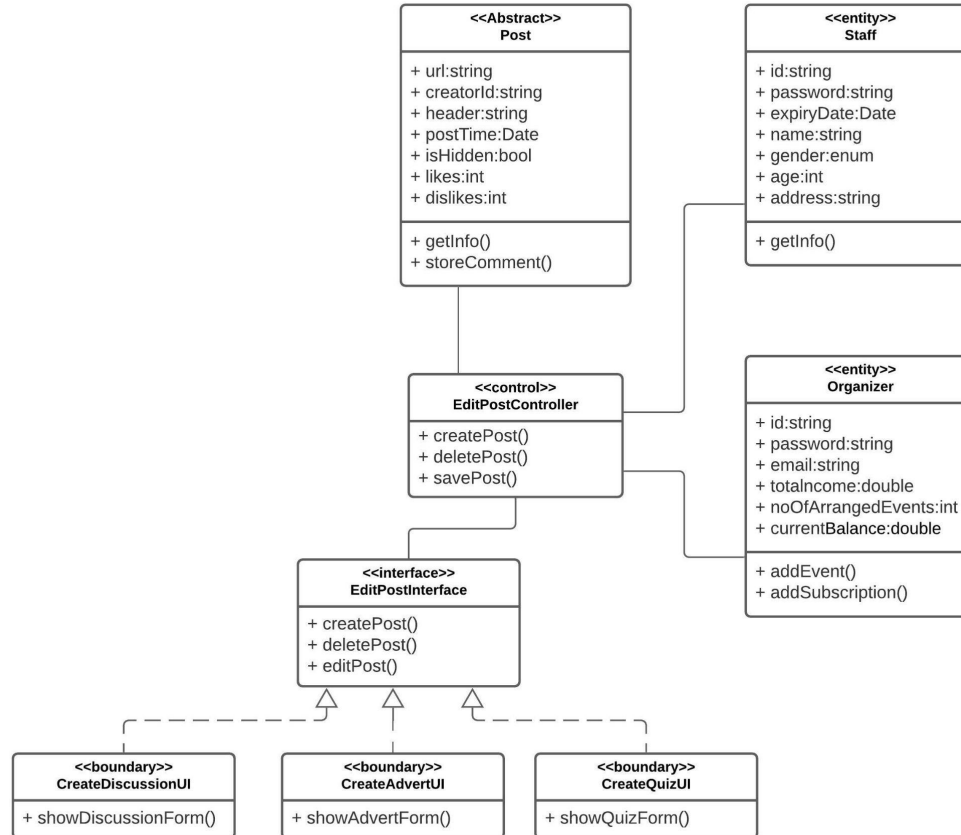 <<Abstract>>
Post
+ url:string
+ creatorId:string
+ header:string
+ postTime:Date
+ isHidden:bool
+ likes:int
+ dislikes:int
+ getInfo()
+ storeComment()
<<entity>>
Staff
+ id:string
+ password:string
+ expiryDate:Date
+ name:string
+ gender:enum
+ age:int
+ address:string
+ getInfo()
<<control>>
EditPostController
+ createPost()
+ deletePost()
+ savePost()
<<entity>>
Organizer
+ id:string
+ password:string
+ email:string
+ totalncome:double
+ noOfArrangedEvents:int
+ currentBalance:double
+ addEvent()
+ addSubscription()
<<interface>>
EditPostInterface
+ createPost()
+ deletePost()
+ editPost()
<<boundary>>
CreateDiscussionUI
+ showDiscussionForm()
<<boundary>>
CreateAdvertUI
+ showAdvertForm()
<<boundary>>
CreateQuizUI
+ showQuizForm()